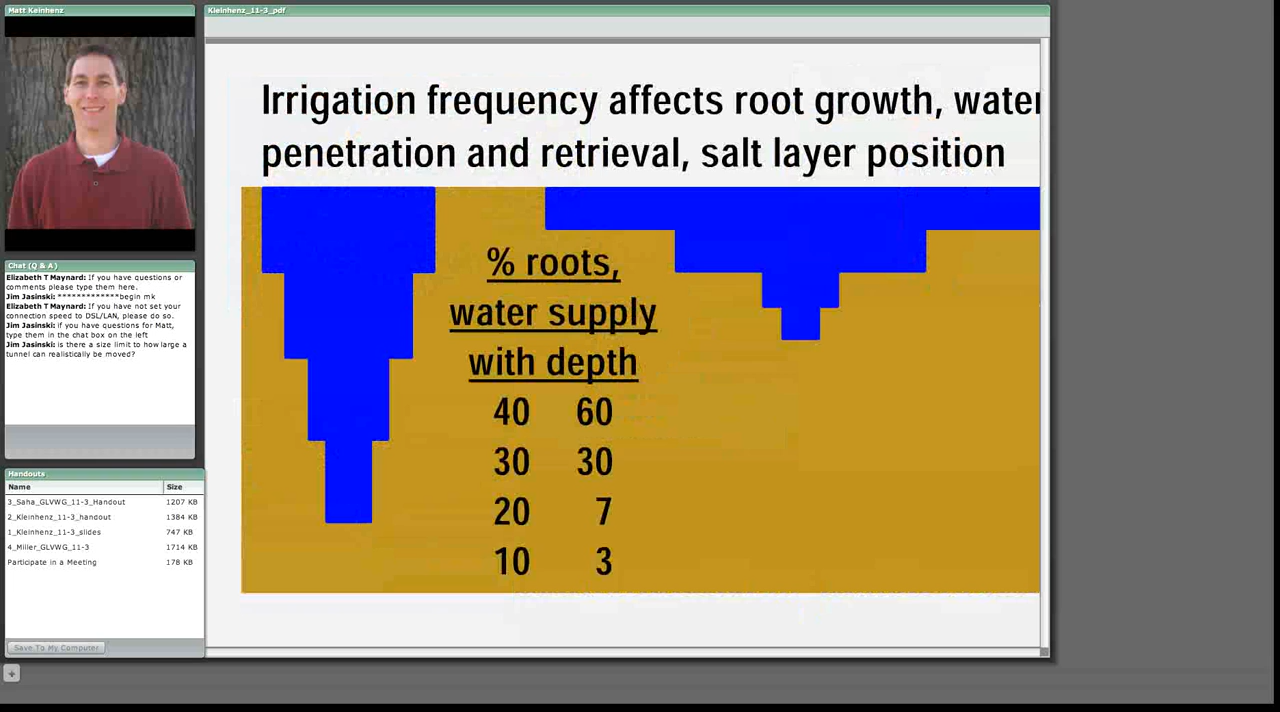 Matt Keinhenz
Kleinhenz_11-3_pdf
Irrigation frequency affects root growth, water
penetration and retrieval, salt layer position
% roots,
water supply
with depth
40 60
30 30
20 7
10 3
Chat (Q & A)
Elizabeth T Maynard: If you have questions or
comments please type them here.
Jim Jasinski: *************begin mk
Elizabeth T Maynard: If you have not set your
connection speed to DSL/LAN, please do so.
Jim Jasinski: if you have questions for Matt,
type them in the chat box on the left
Jim Jasinski: is there a size limit to how large a
tunnel can realistically be moved?
Handouts
Name Size
3_Saha_GLVWG_11-3_Handout 1207 KB
2_Kleinhenz_11-3_handout 1384 KB
1_Kleinhenz_11-3_slides 747 KB
4_Miller_GLVWG_11-3 1714 KB
Participate in a Meeting 178 KB
Save To My Computer